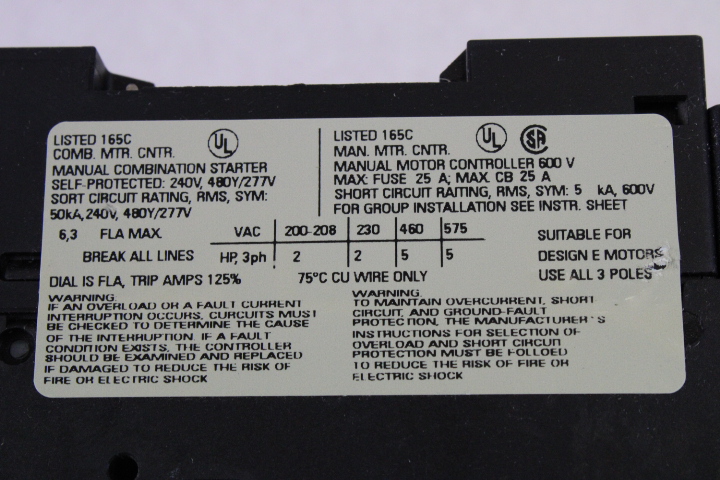 LISTED 165C
COMB. MTR. CNTR.
UL
MANUAL COMBINATION STARTER
SELF-PROTECTED: 240V, 480Y/277V
SORT CIRCUIT RATING, RMS, SYM:
50kA,240V, 480Y/277V
LISTED 165C
MAN. MTR. CNTR.
UL SA
MANUAL MOTOR CONTROLLER 600 V
MAX: FUSE 25 A; MAX. CB 25 A
SHORT CIRCUIT RAITING, RMS, SYM: 5 kA, 600V
FOR GROUP INSTALLATION SEE INSTR. SHEET
6,3 FLA MAX. VAC 200-208 230 460 575 SUITABLE FOR
BREAK ALL LINES HP, 3ph 2 2 5 5 DESIGN E MOTORS
DIAL IS FLA, TRIP AMPS 125% 75°C CU WIRE ONLY USE ALL 3 POLES
WARNING
IF AN OVERLOAD OR A FAULT CURRENT
INTERRUPTION OCCURS, CURCUITS MUST
BE CHECKED TO DETERMINE THE CAUSE
OF THE INTERRUPTION. IF A FAULT
CONDITION EXISTS, THE CONTROLLER
SHOULD BE EXAMINED AND REPLACED
IF DAMAGED TO REDUCE THE RISK OF
FIRE OR ELECTRIC SHOCK
WARNING
TO MAINTAIN OVERCURRENT, SHORT
CIRCUIT, AND GROUND-FAULT
PROTECTION, THE MANUFACTURER'S
INSTRUCTIONS FOR SELECTION OF
OVERLOAD AND SHORT CIRCUIT
PROTECTION MUST BE FOLLOED
TO REDUCE THE RISK OF FIRE OR
ELECTRIC SHOCK